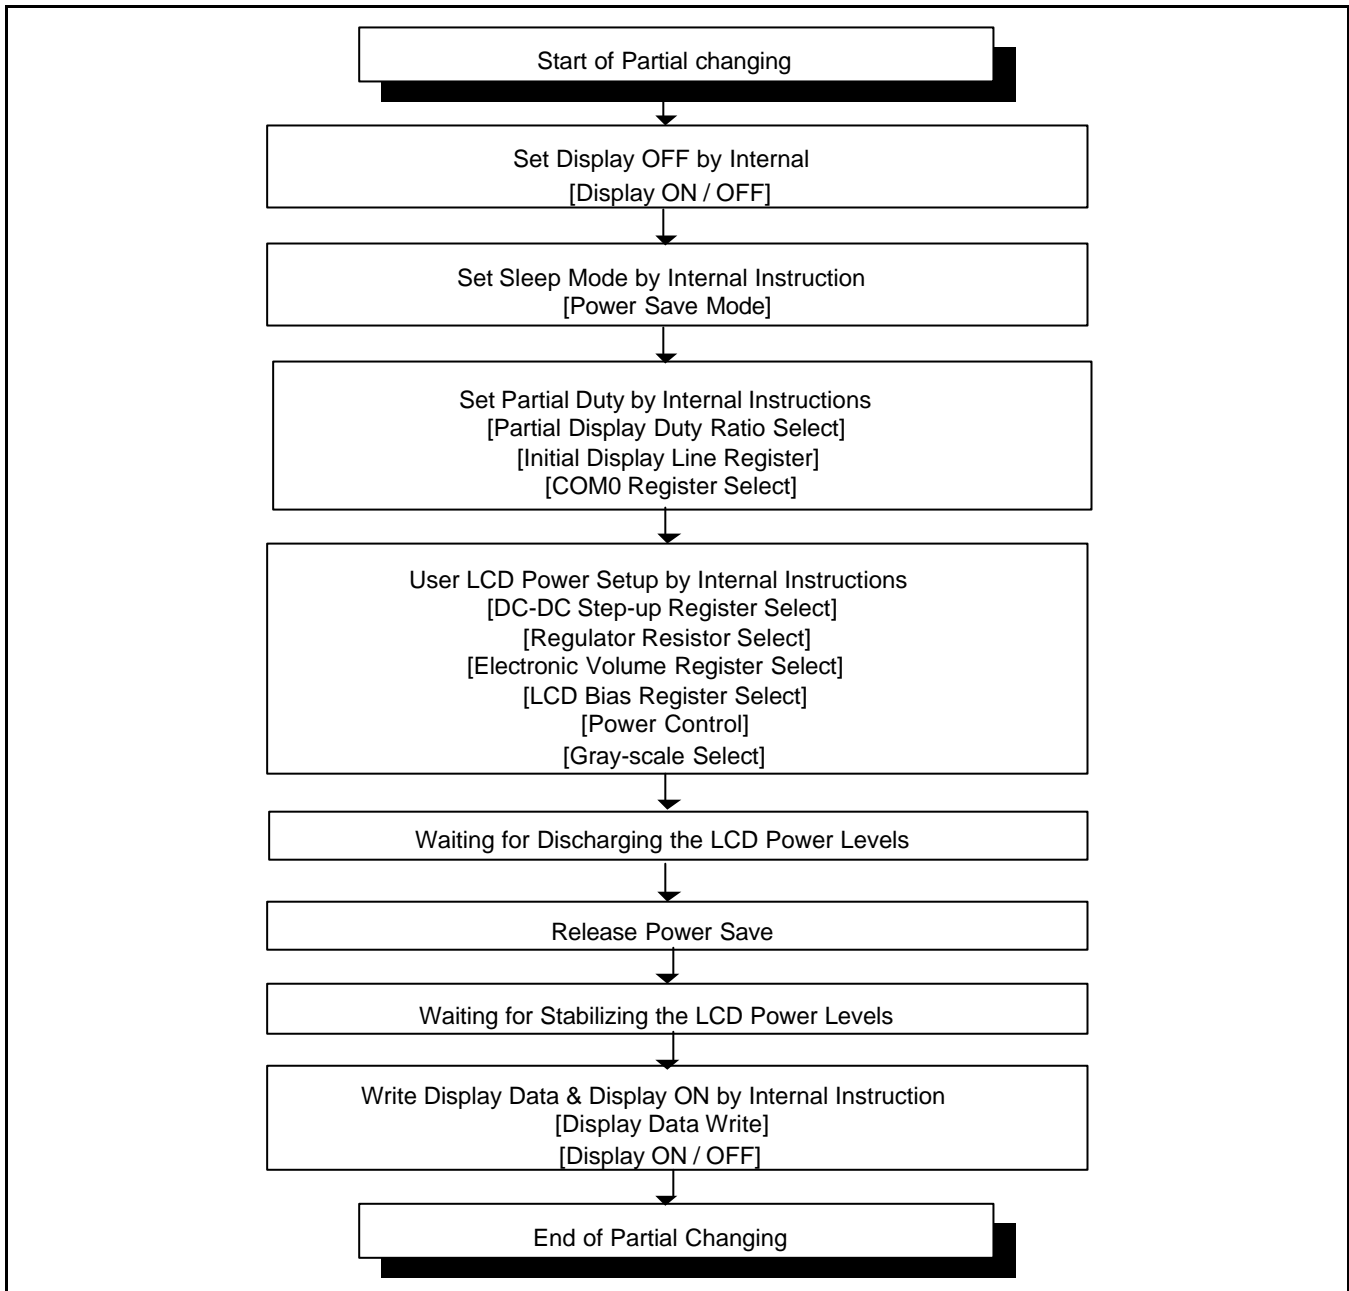 Start of Partial changing
Set Display OFF by Internal
[Display ON / OFF]
Set Sleep Mode by Internal Instruction
[Power Save Mode]
Set Partial Duty by Internal Instructions
[Partial Display Duty Ratio Select]
[Initial Display Line Register]
[COM0 Register Select]
User LCD Power Setup by Internal Instructions
[DC-DC Step-up Register Select]
[Regulator Resistor Select]
[Electronic Volume Register Select]
[LCD Bias Register Select]
[Power Control]
[Gray-scale Select]
Waiting for Discharging the LCD Power Levels
Release Power Save
Waiting for Stabilizing the LCD Power Levels
Write Display Data & Display ON by Internal Instruction
[Display Data Write]
[Display ON / OFF]
End of Partial Changing